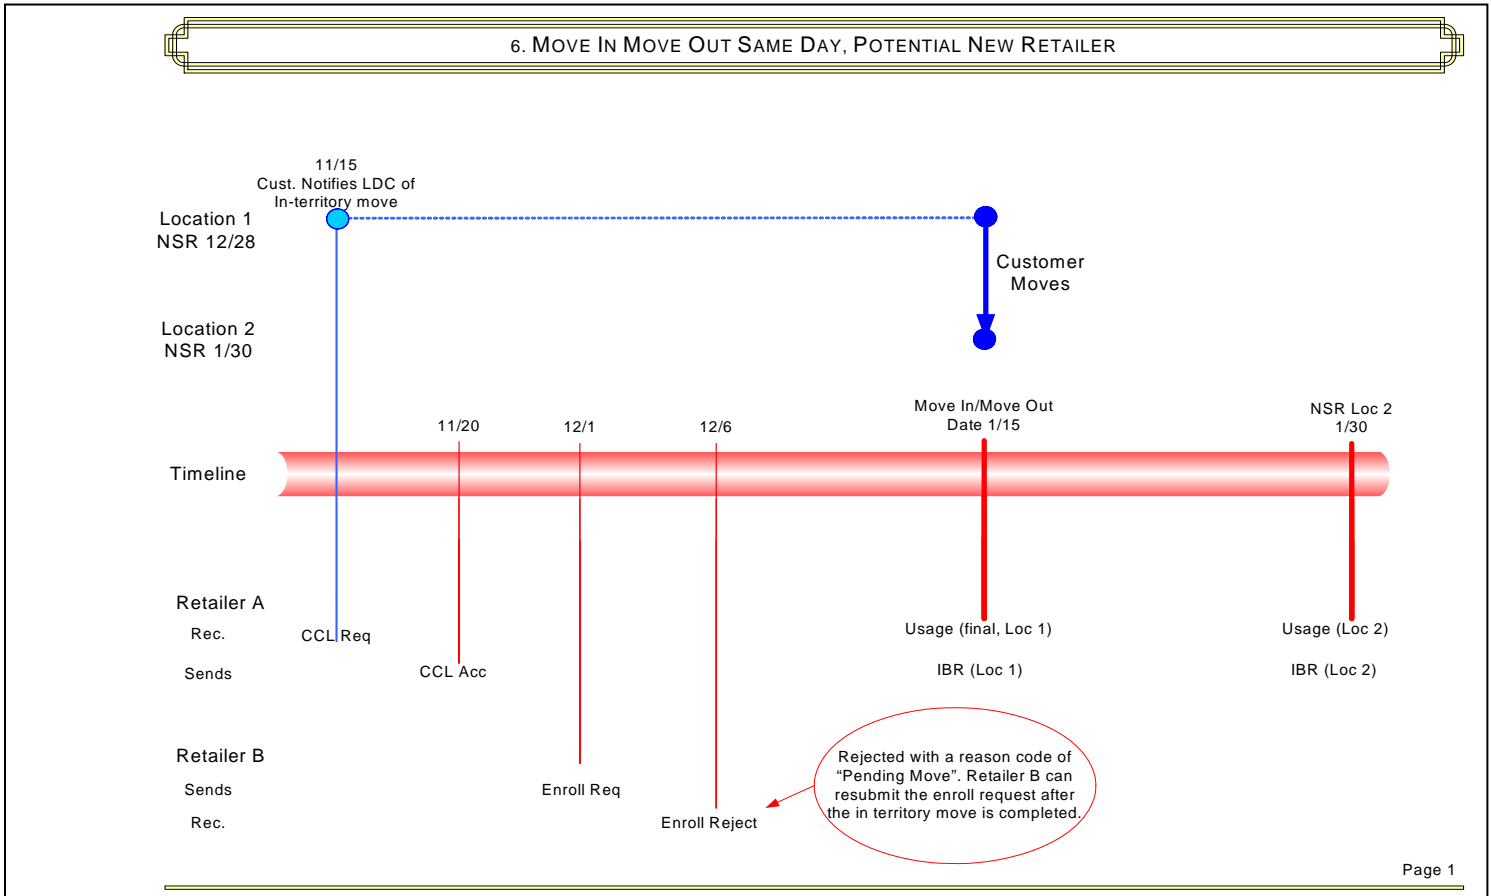 6. MOVE IN MOVE OUT SAME DAY, POTENTIAL NEW RETAILER
11/15
Cust. Notifies LDC of
In-territory move
Location 1
NSR 12/28
Customer
Moves
Location 2
NSR 1/30
11/20
12/1
12/6
Move In/Move Out
Date 1/15
NSR Loc 2
1/30
Timeline
Retailer A
Rec.
CCL Req
Usage (final, Loc 1)
Usage (Loc 2)
Sends
CCL Acc
IBR (Loc 1)
IBR (Loc 2)
Retailer B
Sends
Enroll Req
Rec.
Enroll Reject
Rejected with a reason code of
“Pending Move”. Retailer B can
resubmit the enroll request after
the in territory move is completed.
Page 1